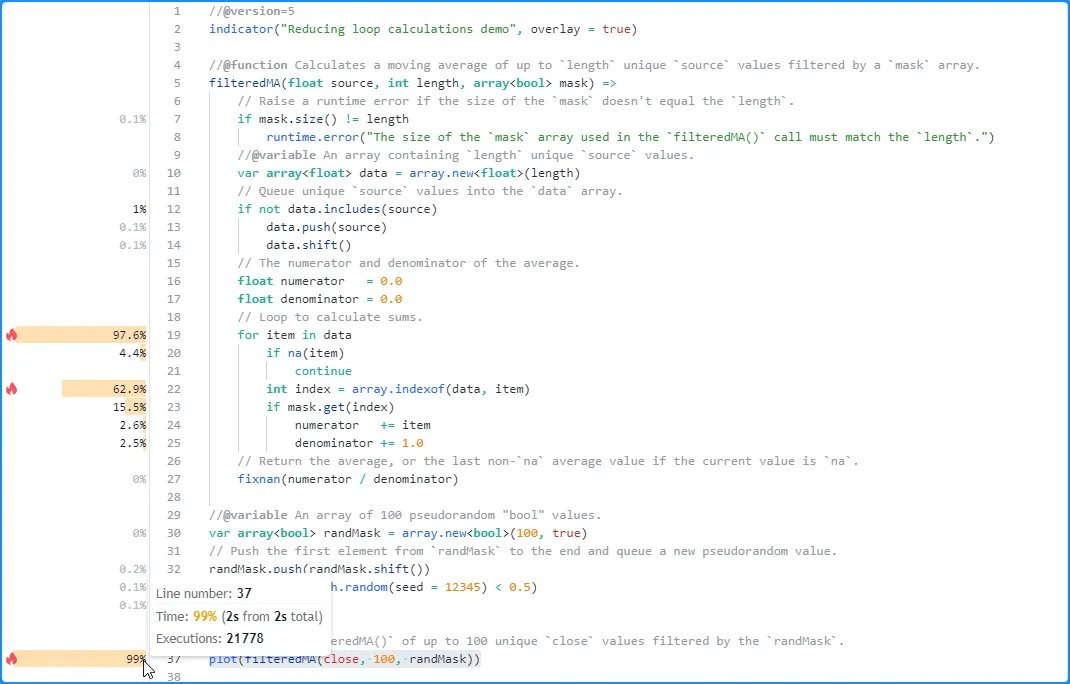 1 //@version=5
2 indicator("Reducing loop calculations demo", overlay = true)
3
4 //@function Calculates a moving average of up to `length` unique `source` values filtered by a `mask` array.
5 filteredMA(float source, int length, array<bool> mask) =>
6 // Raise a runtime error if the size of the `mask` doesn't equal the `length`.
0.1% 7 if mask.size() != length
8 runtime.error("The size of the `mask` array used in the `filteredMA()` call must match the `length`.")
9 //@variable An array containing `length` unique `source` values.
0% 10 var array<float> data = array.new<float>(length)
11 // Queue unique `source` values into the `data` array.
1% 12 if not data.includes(source)
0.1% 13 data.push(source)
0.1% 14 data.shift()
15 // The numerator and denominator of the average.
16 float numerator = 0.0
17 float denominator = 0.0
18 // Loop to calculate sums.
97.6% 19 for item in data
4.4% 20 if na(item)
21 continue
62.9% 22 int index = array.indexof(data, item)
15.5% 23 if mask.get(index)
2.6% 24 numerator += item
2.5% 25 denominator += 1.0
26 // Return the average, or the last non-`na` average value if the current value is `na`.
0% 27 fixnan(numerator / denominator)
28
29 //@variable An array of 100 pseudorandom "bool" values.
0% 30 var array<bool> randMask = array.new<bool>(100, true)
31 // Push the first element from `randMask` to the end and queue a new pseudorandom value.
0.2% 32 randMask.push(randMask.shift())
0.1% h.random(seed = 12345) < 0.5)
0.1%
Line number: 37
Time: 99% (2s from 2s total)
Executions: 21778
eredMA()` of up to 100 unique `close` values filtered by the `randMask`.
99% 37 plot(filteredMA(close, 100, randMask))
38